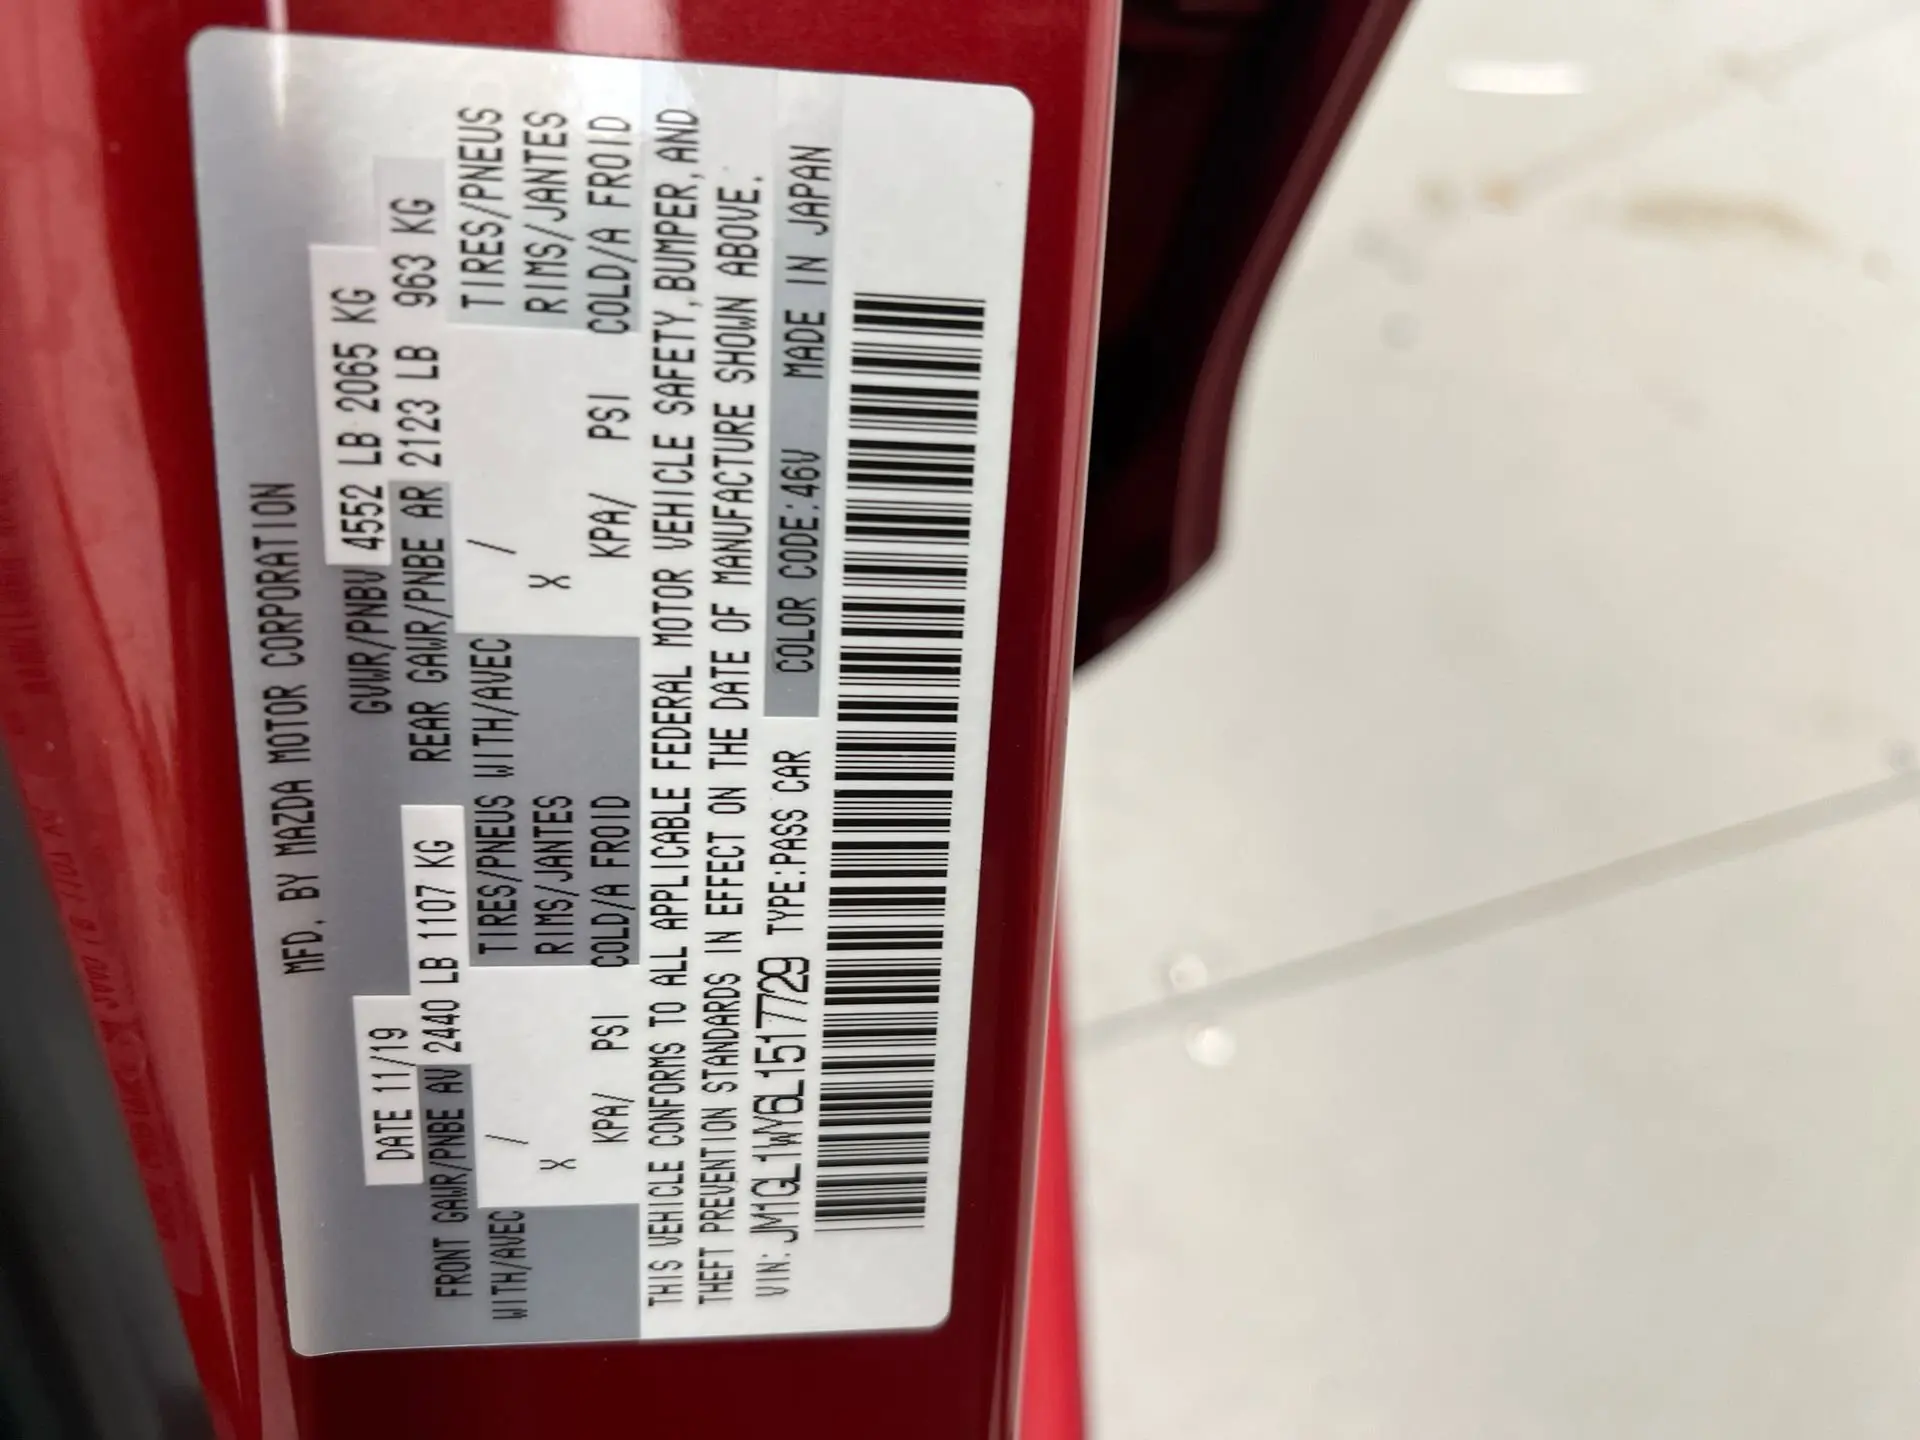 MFD. BY MAZDA MOTOR CORPORATION
DATE 11/19 GVWR/PNBV 4552 LB 2065 KG
FRONT GAWR/PNBE AV 2440 LB 1107 KG REAR GAWR/PNBE AR 2123 LB 963 KG
WITH/AVEC / TIRES/PNEUS WITH/AVEC / TIRES/PNEUS
X RIMS/JANTES X RIMS/JANTES
KPA/ PSI COLD/A FROID KPA/ PSI COLD/A FROID
THIS VEHICLE CONFORMS TO ALL APPLICABLE FEDERAL MOTOR VEHICLE SAFETY,BUMPER,AND
THEFT PREVENTION STANDARDS IN EFFECT ON THE DATE OF MANUFACTURE SHOWN ABOVE.
VIN:JM1GL1WY6L1517729 TYPE:PASS CAR COLOR CODE:46V MADE IN JAPAN